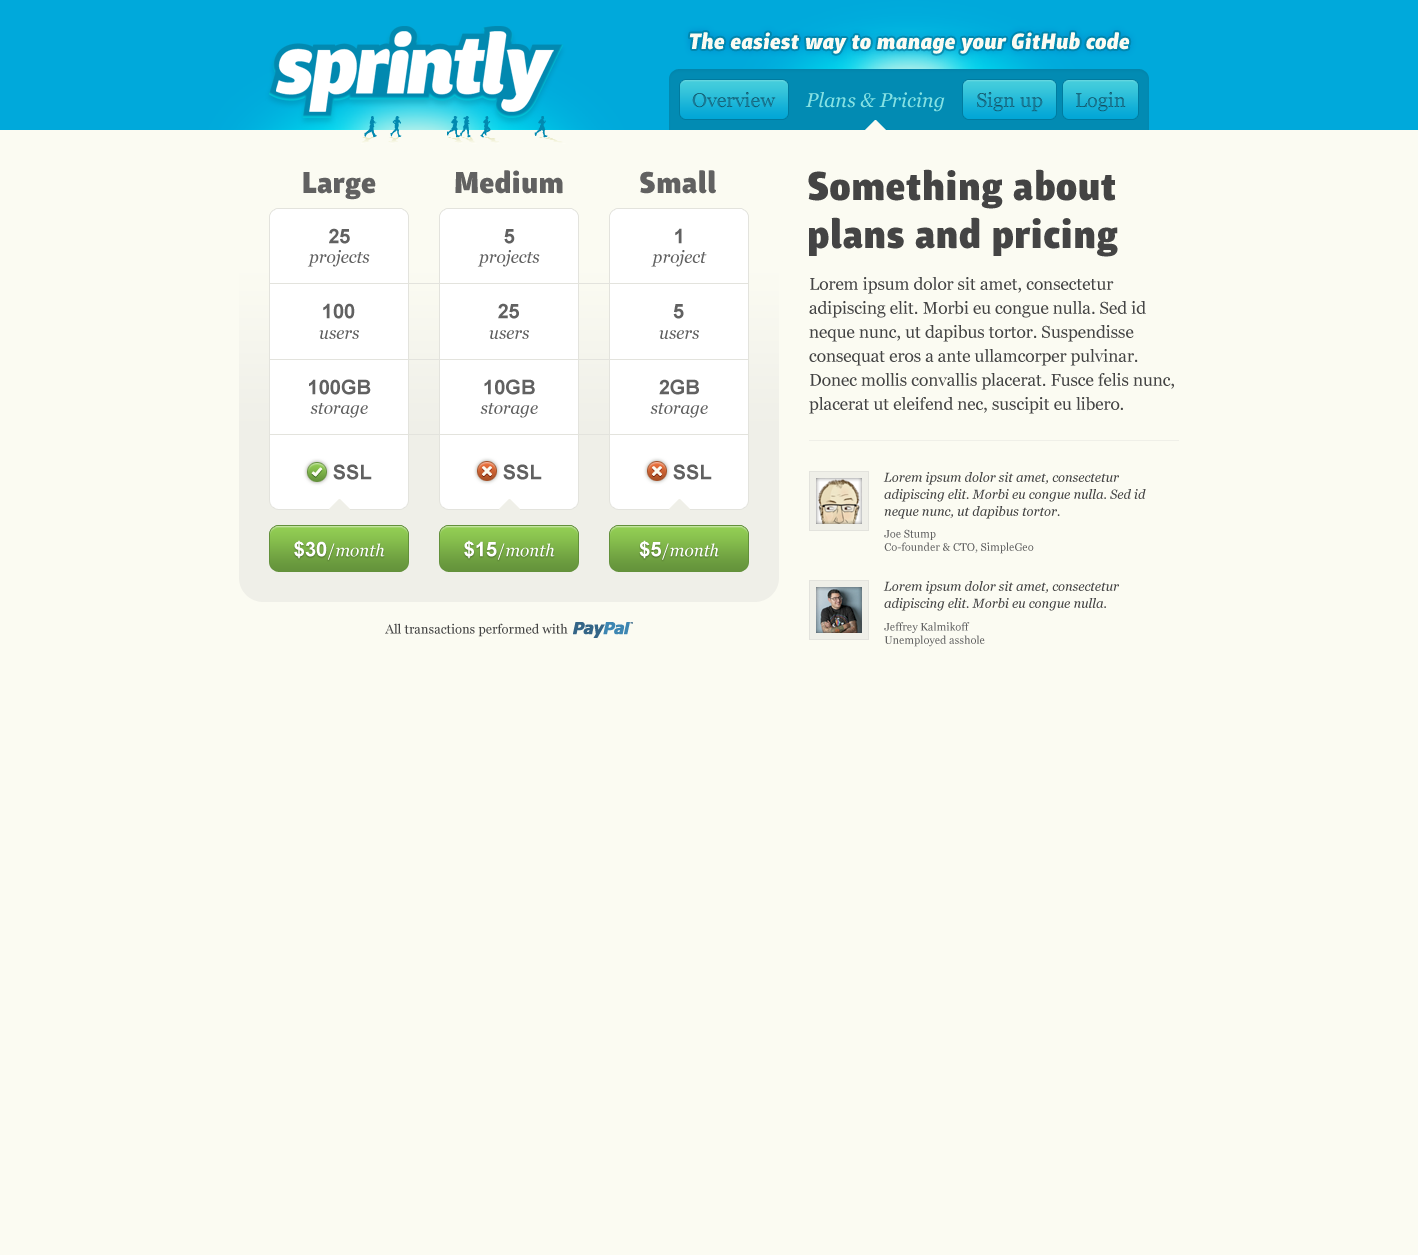 sprintly
The easiest way to manage your GitHub code
Overview
Plans & Pricing
Sign up
Login
Large
25
projects
100
users
100GB
storage
SSL
$30/month
Medium
5
projects
25
users
10GB
storage
SSL
$15/month
Small
1
project
5
users
2GB
storage
SSL
$5/month
All transactions performed with PayPal
Something about
plans and pricing
Lorem ipsum dolor sit amet, consectetur
adipiscing elit. Morbi eu congue nulla. Sed id
neque nunc, ut dapibus tortor. Suspendisse
consequat eros a ante ullamcorper pulvinar.
Donec mollis convallis placerat. Fusce felis nunc,
placerat ut eleifend nec, suscipit eu libero.
Lorem ipsum dolor sit amet, consectetur
adipiscing elit. Morbi eu congue nulla. Sed id
neque nunc, ut dapibus tortor.
Joe Stump
Co-founder & CTO, SimpleGeo
Lorem ipsum dolor sit amet, consectetur
adipiscing elit. Morbi eu congue nulla.
Jeffrey Kalmikoff
Unemployed asshole